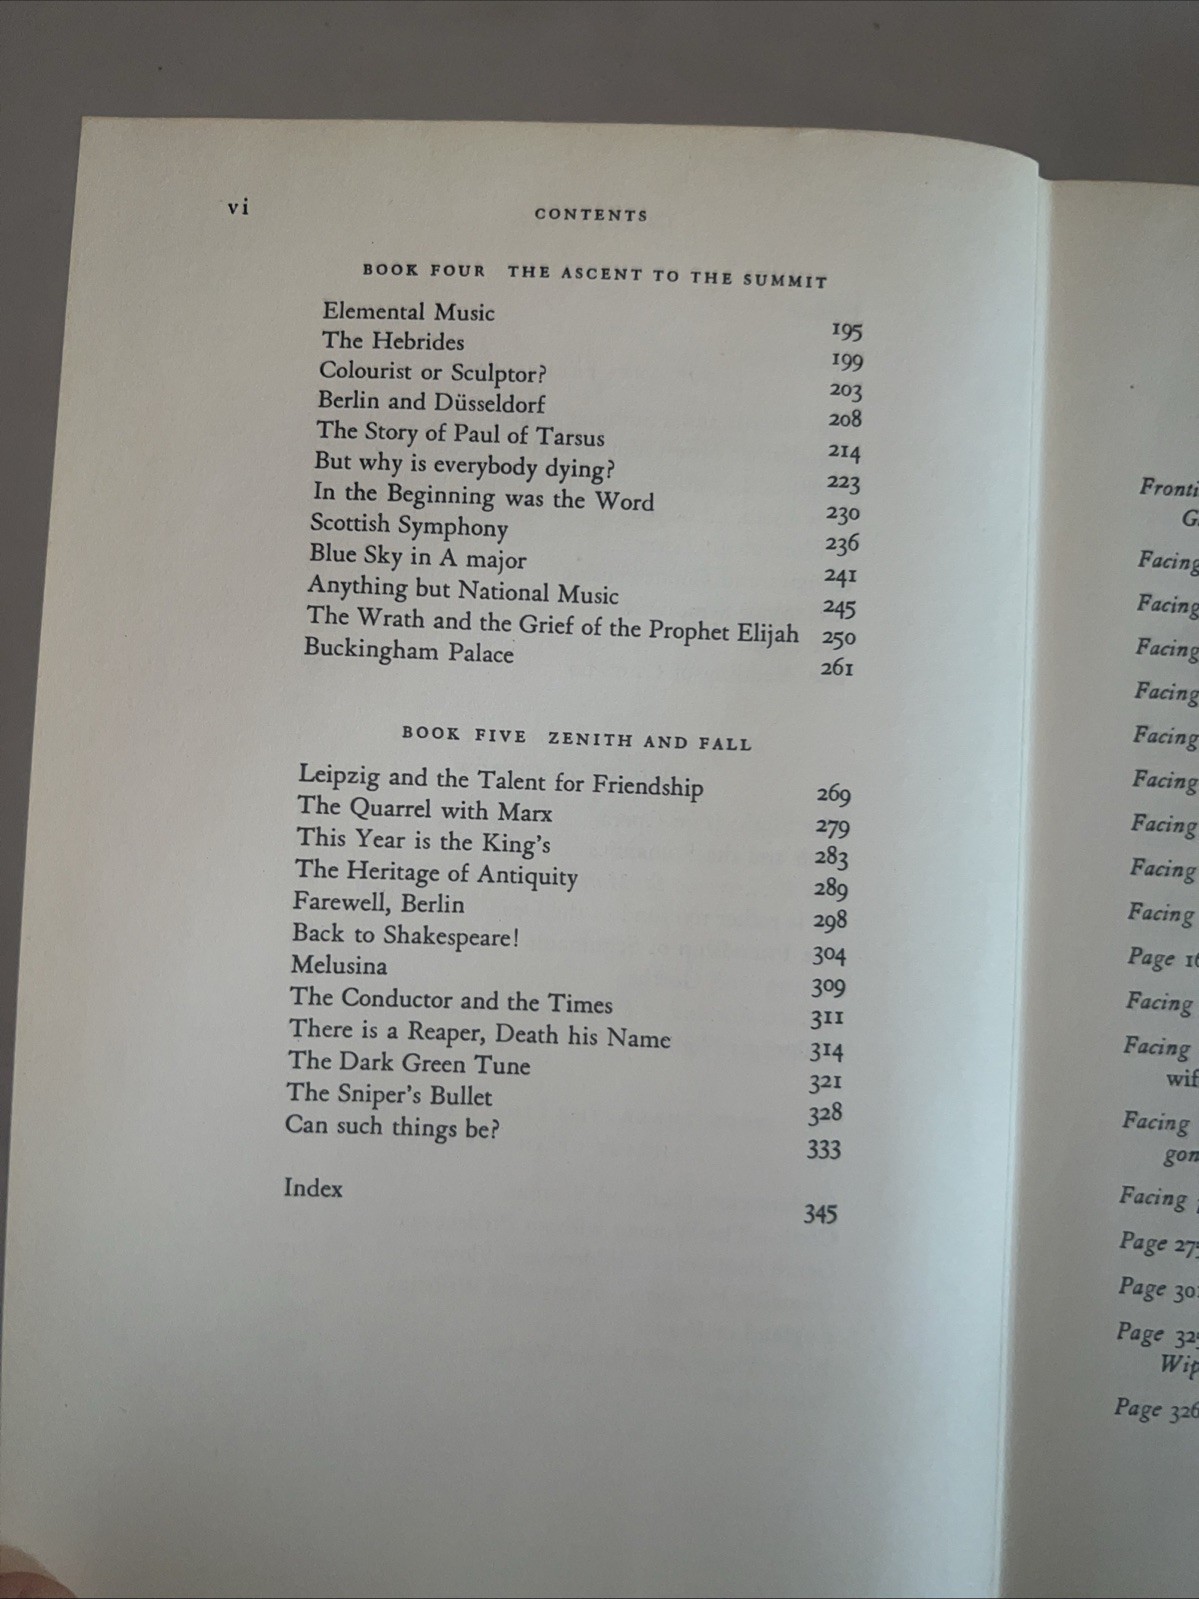 vi
CONTENTS
BOOK FOUR THE ASCENT TO THE SUMMIT
Elemental Music 195
The Hebrides 199
Colourist or Sculptor? 203
Berlin and Düsseldorf 208
The Story of Paul of Tarsus 214
But why is everybody dying? 223
In the Beginning was the Word 230
Scottish Symphony 236
Blue Sky in A major 241
Anything but National Music 245
The Wrath and the Grief of the Prophet Elijah 250
Buckingham Palace 261
BOOK FIVE ZENITH AND FALL
Leipzig and the Talent for Friendship 269
The Quarrel with Marx 279
This Year is the King's 283
The Heritage of Antiquity 289
Farewell, Berlin 298
Back to Shakespeare! 304
Melusina 309
The Conductor and the Times 311
There is a Reaper, Death his Name 314
The Dark Green Tune 321
The Sniper's Bullet 328
Can such things be? 333
Index 345
Facing
Facing
Facing
Facing
Facing
Facing
Facing
Facing
Facing
Page
Facing
Facing
Facing
Facing
Page
Page
Page
Page 326